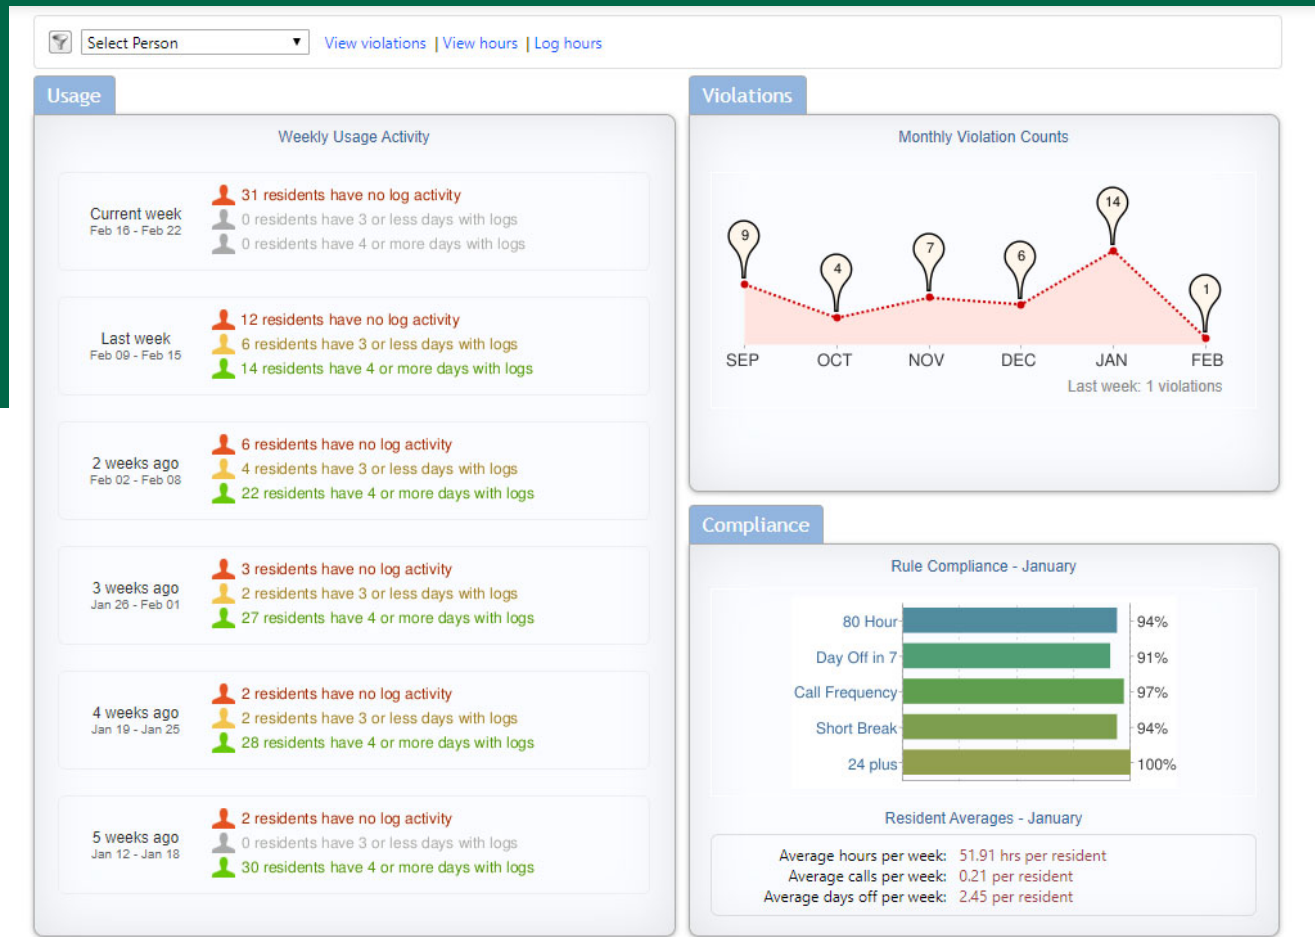 Select Person
View violations | View hours | Log hours
Usage
Weekly Usage Activity
Current week
Feb 16 - Feb 22
31 residents have no log activity
0 residents have 3 or less days with logs
0 residents have 4 or more days with logs
Last week
Feb 09 - Feb 15
12 residents have no log activity
6 residents have 3 or less days with logs
14 residents have 4 or more days with logs
2 weeks ago
Feb 02 - Feb 08
6 residents have no log activity
4 residents have 3 or less days with logs
22 residents have 4 or more days with logs
3 weeks ago
Jan 26 - Feb 01
3 residents have no log activity
2 residents have 3 or less days with logs
27 residents have 4 or more days with logs
4 weeks ago
Jan 19 - Jan 25
2 residents have no log activity
2 residents have 3 or less days with logs
28 residents have 4 or more days with logs
5 weeks ago
Jan 12 - Jan 18
2 residents have no log activity
0 residents have 3 or less days with logs
30 residents have 4 or more days with logs
Violations
Monthly Violation Counts
9 4 7 6 14 1
SEP OCT NOV DEC JAN FEB
Last week: 1 violations
Compliance
Rule Compliance - January
80 Hour 94%
Day Off in 7 91%
Call Frequency 97%
Short Break 94%
24 plus 100%
Resident Averages - January
Average hours per week: 51.91 hrs per resident
Average calls per week: 0.21 per resident
Average days off per week: 2.45 per resident